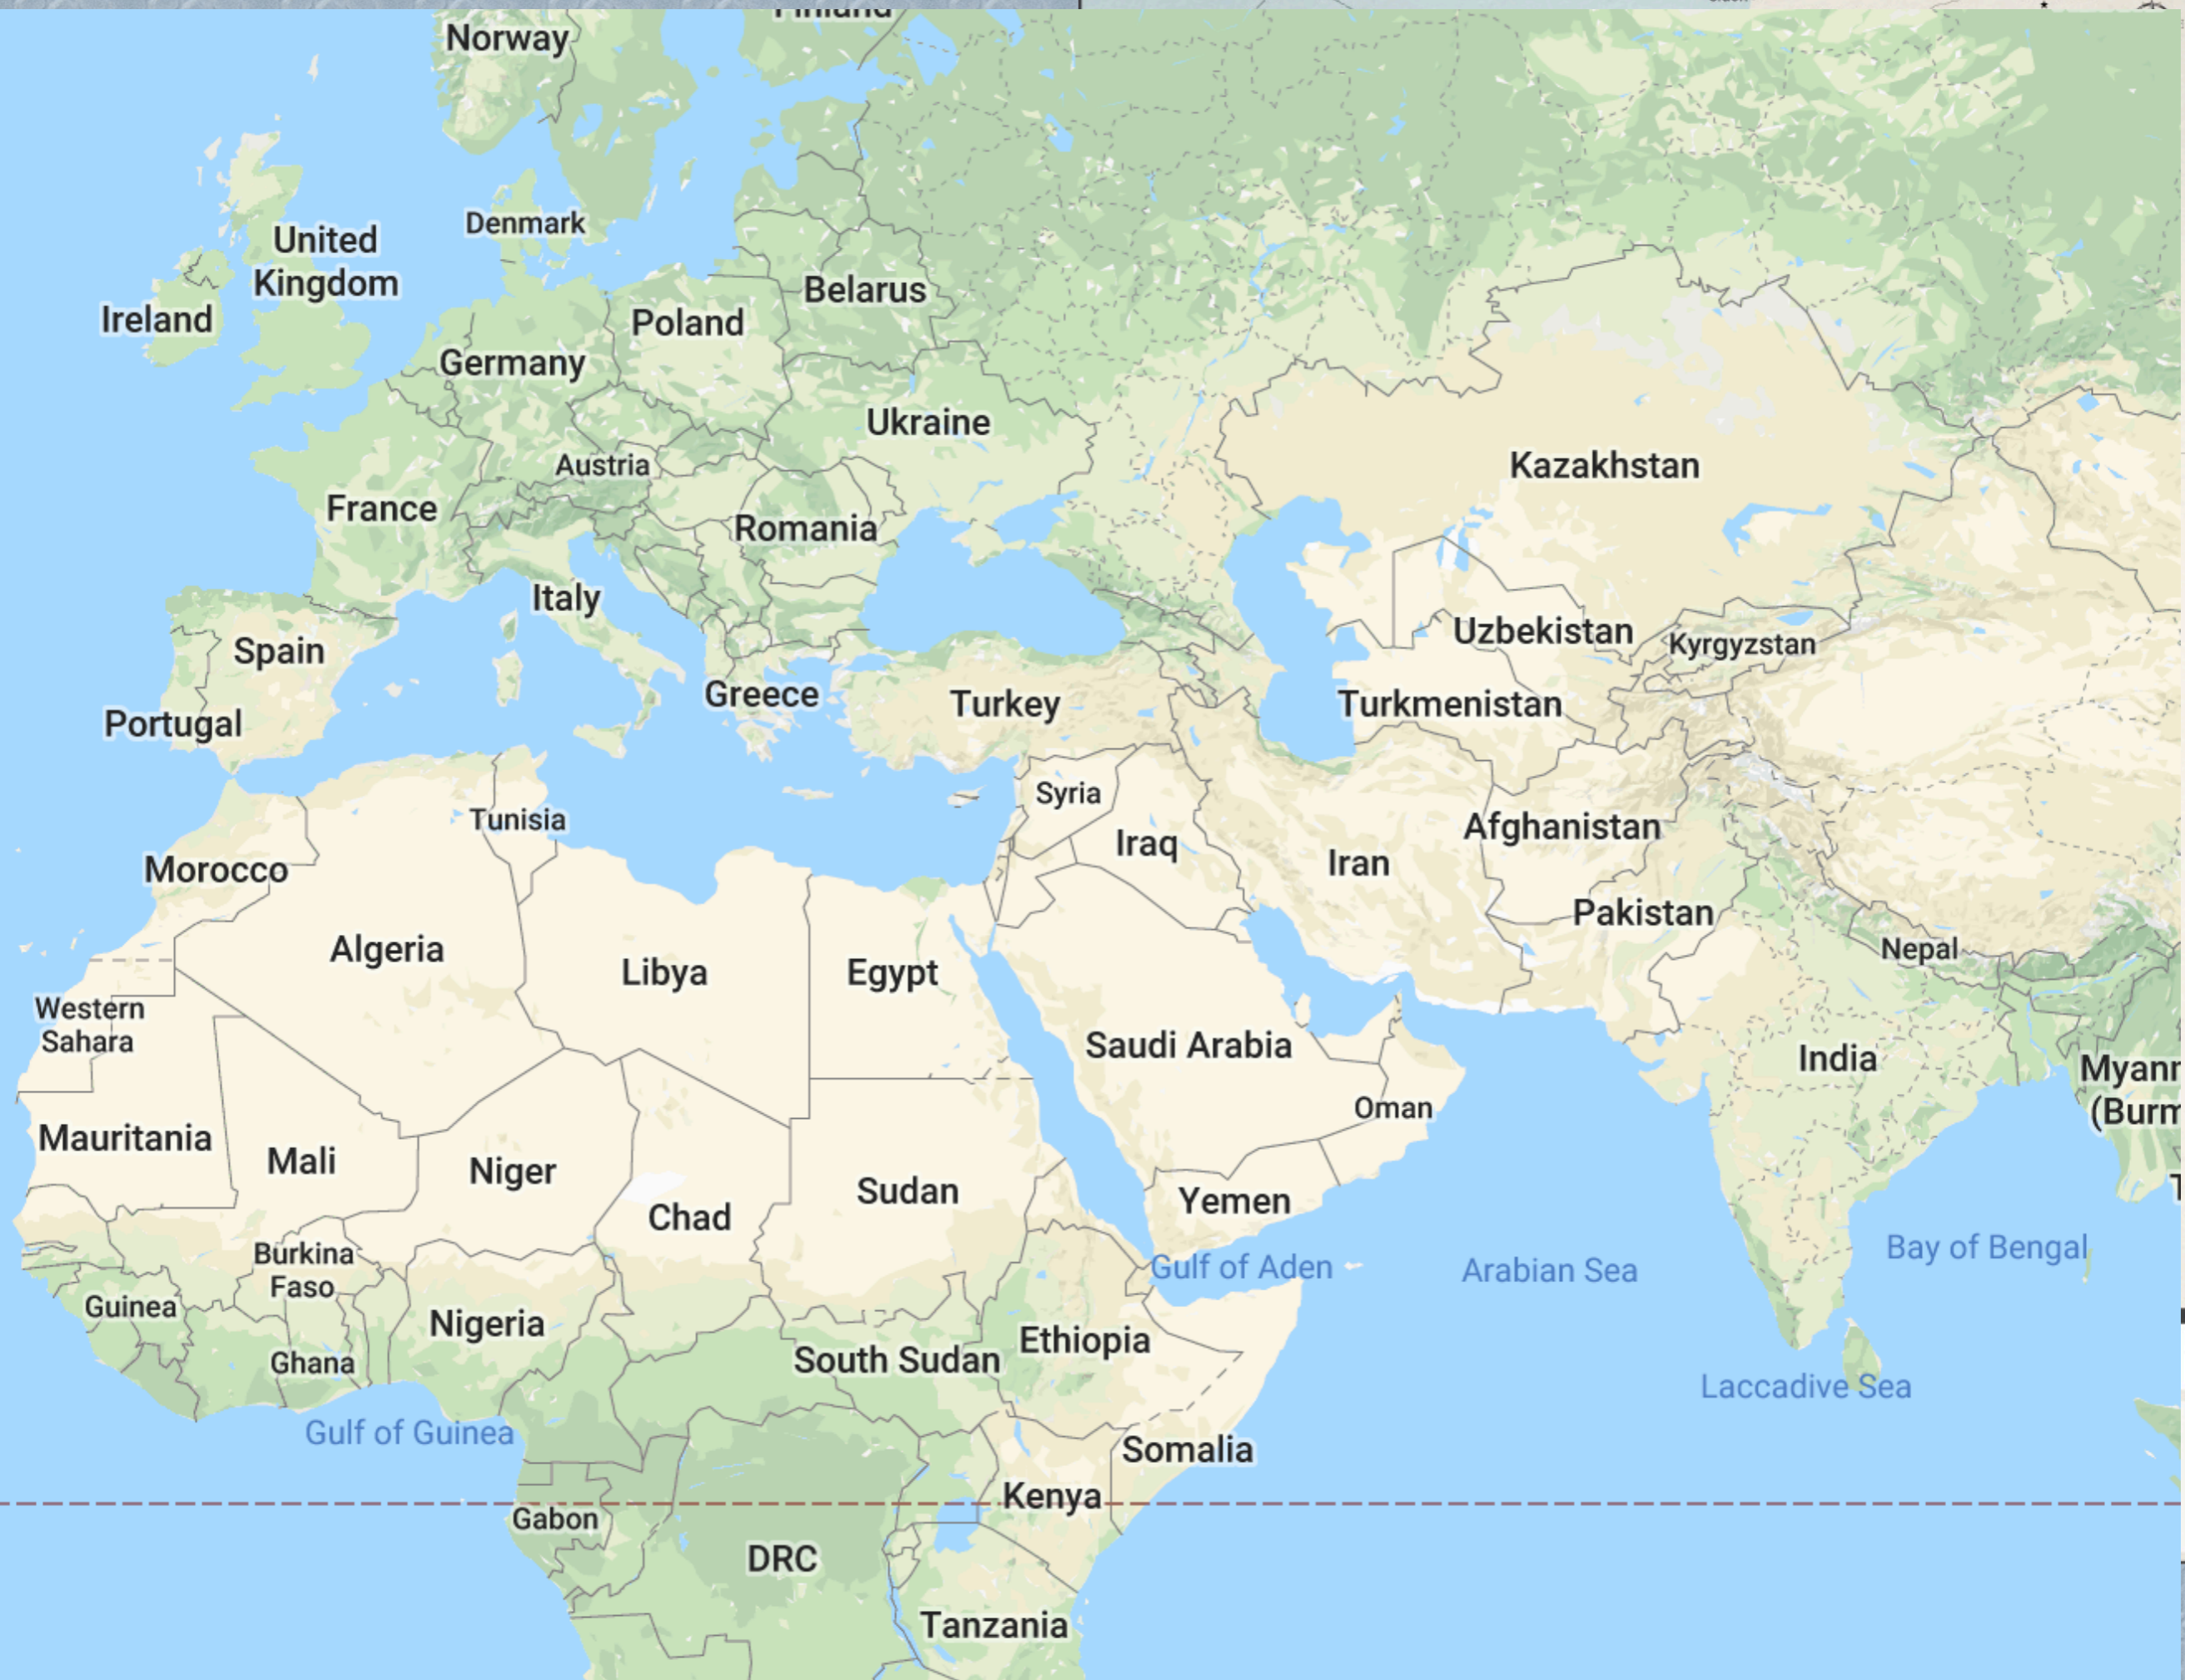 Finland
Norway
Denmark
United
Kingdom
Ireland
Belarus
Poland
Germany
Ukraine
Austria
Kazakhstan
France
Romania
Italy
Uzbekistan
Kyrgyzstan
Spain
Greece
Turkey
Turkmenistan
Portugal
Syria
Tunisia
Afghanistan
Iraq
Iran
Morocco
Pakistan
Algeria
Nepal
Libya
Egypt
Western
Sahara
Saudi Arabia
India
Myanr
(Burm
Oman
Mauritania
Mali
Niger
Sudan
Yemen
Chad
Bay of Bengal
Burkina
Faso
Gulf of Aden
Arabian Sea
Guinea
Nigeria
Ethiopia
South Sudan
Ghana
Laccadive Sea
Gulf of Guinea
Somalia
Kenya
Gabon
DRC
Tanzania